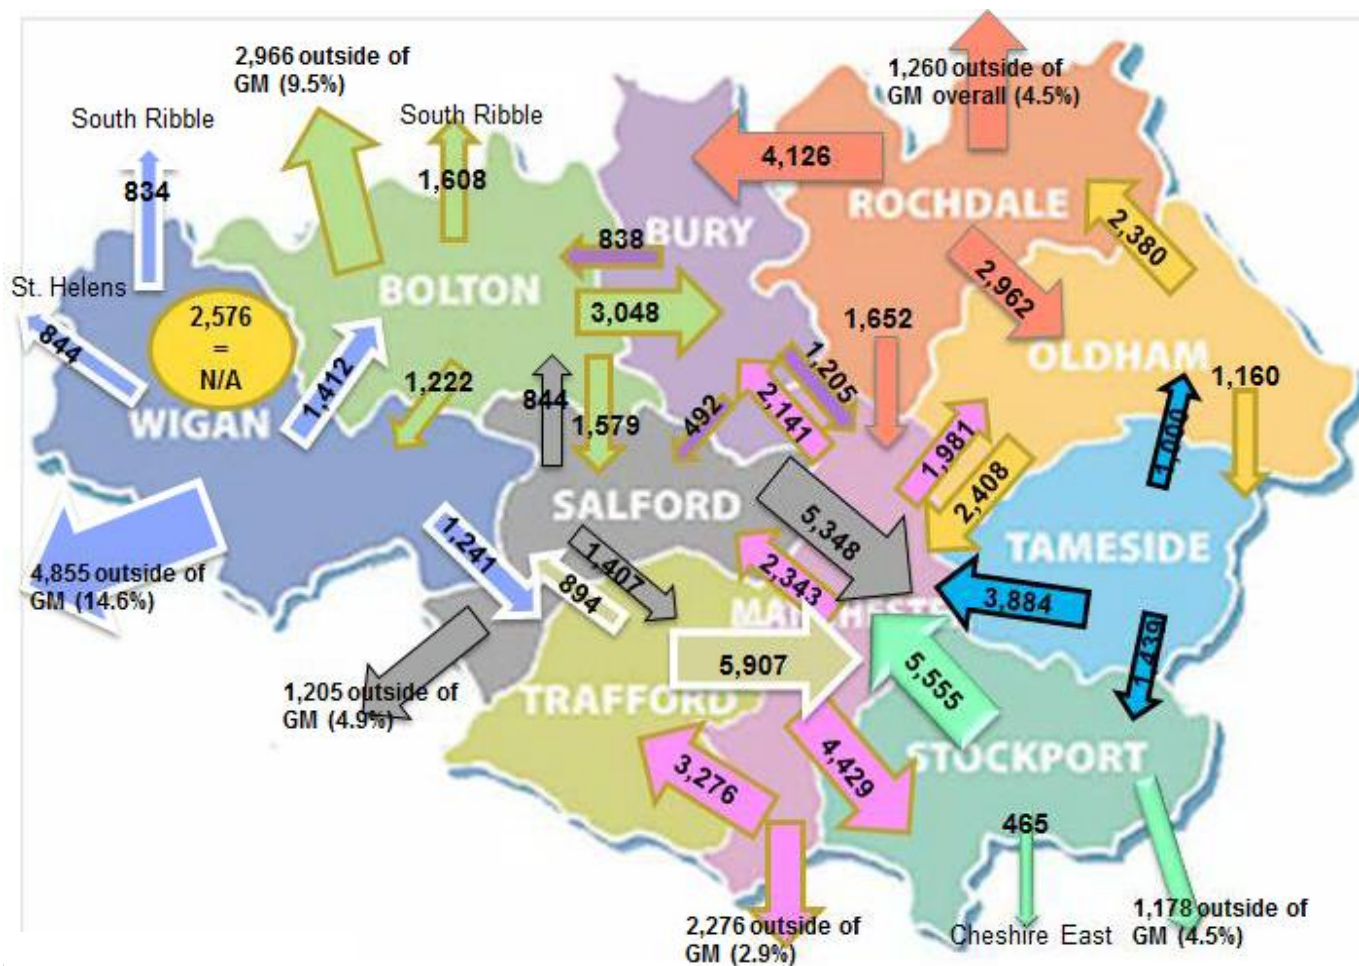 2,966 outside of
GM (9.5%)
1,260 outside of
GM overall (4.5%)
South Ribble
South Ribble
834
1,608
4,126
ROCHDALE
BURY
838
2,380
BOLTON
2,962
St. Helens
844
2,576
=
N/A
3,048
1,652
OLDHAM
1,412
1,222
844
1,579
492
2,141
1,205
1,160
WIGAN
1,981
2,408
1,000
SALFORD
5,348
TAMESIDE
1,241
1,407
894
2,343
MANCHESTE
3,884
4,855 outside of
GM (14.6%)
1,439
5,907
5,555
1,205 outside of
GM (4.9%)
TRAFFORD
STOCKPORT
3,276
4,429
465
2,276 outside of
GM (2.9%)
Cheshire East
1,178 outside of
GM (4.5%)